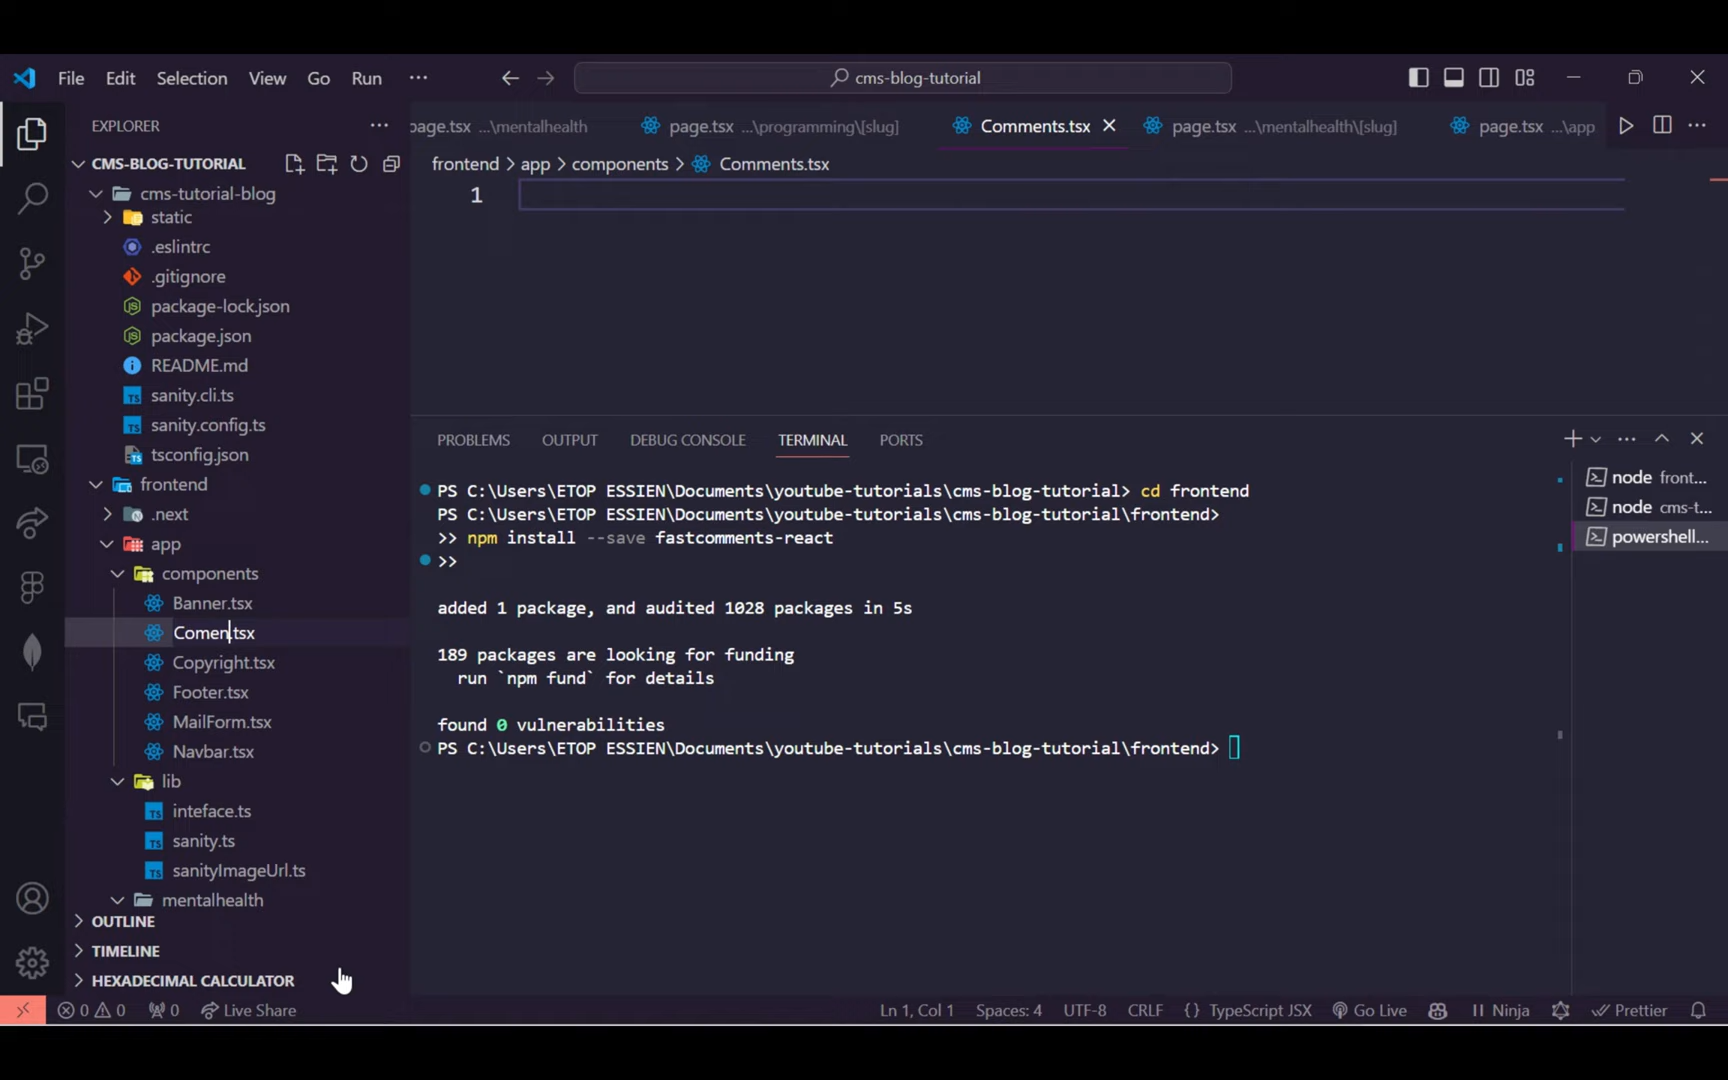 File Edit Selection View Go Run ··· cms-blog-tutorial
EXPLORER ···
CMS-BLOG-TUTORIAL
cms-tutorial-blog
static
.eslintrc
.gitignore
package-lock.json
package.json
README.md
sanity.cli.ts
sanity.config.ts
tsconfig.json
frontend
.next
app
components
Banner.tsx
Comen.tsx
Copyright.tsx
Footer.tsx
MailForm.tsx
Navbar.tsx
lib
inteface.ts
sanity.ts
sanityImageUrl.ts
mentalhealth
OUTLINE
TIMELINE
HEXADECIMAL CALCULATOR
page.tsx ...\mentalhealth page.tsx ...\programming\[slug] Comments.tsx page.tsx ...\mentalhealth\[slug] page.tsx ...\app
frontend > app > components > Comments.tsx
1
PROBLEMS OUTPUT DEBUG CONSOLE TERMINAL PORTS
PS C:\Users\ETOP ESSIEN\Documents\youtube-tutorials\cms-blog-tutorial> cd frontend
PS C:\Users\ETOP ESSIEN\Documents\youtube-tutorials\cms-blog-tutorial\frontend>
>> npm install --save fastcomments-react
>>
added 1 package, and audited 1028 packages in 5s
189 packages are looking for funding
run `npm fund` for details
found 0 vulnerabilities
PS C:\Users\ETOP ESSIEN\Documents\youtube-tutorials\cms-blog-tutorial\frontend>
node front...
node cms-t...
powershell...
0 0 0 Live Share Ln 1, Col 1 Spaces: 4 UTF-8 CRLF {} TypeScript JSX Go Live Ninja Prettier